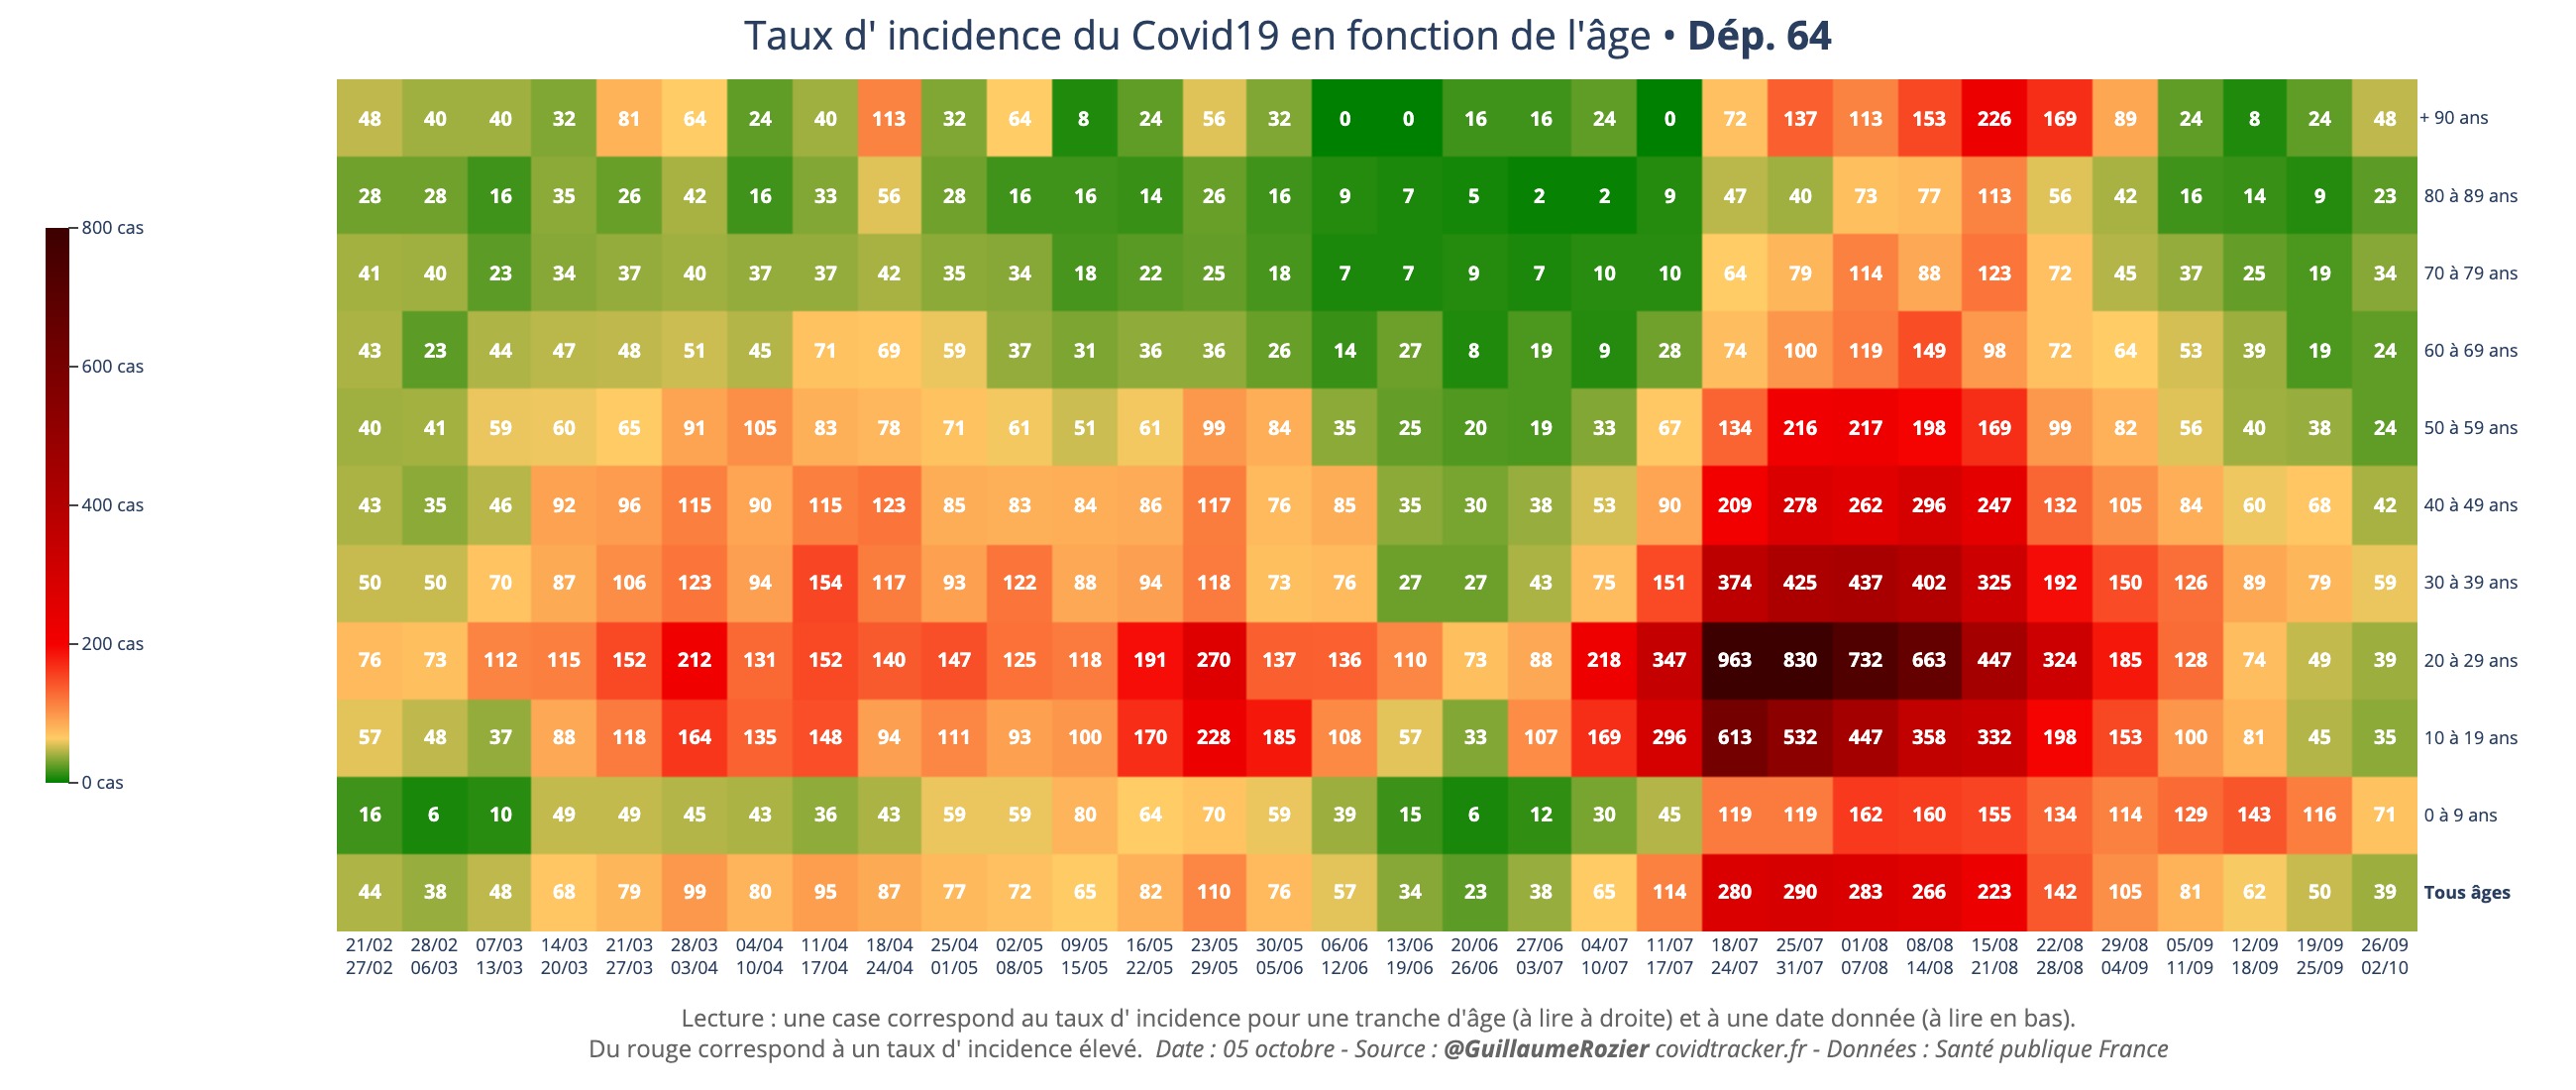 Taux d' incidence du Covid19 en fonction de l'âge • Dép. 64
800 cas
600 cas
400 cas
200 cas
0 cas
48 40 40 32 81 64 24 40 113 32 64 8 24 56 32 0 0 16 16 24 0 72 137 113 153 226 169 89 24 8 24 48 + 90 ans
28 28 16 35 26 42 16 33 56 28 16 16 14 26 16 9 7 5 2 2 9 47 40 73 77 113 56 42 16 14 9 23 80 à 89 ans
41 40 23 34 37 40 37 37 42 35 34 18 22 25 18 7 7 9 7 10 10 64 79 114 88 123 72 45 37 25 19 34 70 à 79 ans
43 23 44 47 48 51 45 71 69 59 37 31 36 36 26 14 27 8 19 9 28 74 100 119 149 98 72 64 53 39 19 24 60 à 69 ans
40 41 59 60 65 91 105 83 78 71 61 51 61 99 84 35 25 20 19 33 67 134 216 217 198 169 99 82 56 40 38 24 50 à 59 ans
43 35 46 92 96 115 90 115 123 85 83 84 86 117 76 85 35 30 38 53 90 209 278 262 296 247 132 105 84 60 68 42 40 à 49 ans
50 50 70 87 106 123 94 154 117 93 122 88 94 118 73 76 27 27 43 75 151 374 425 437 402 325 192 150 126 89 79 59 30 à 39 ans
76 73 112 115 152 212 131 152 140 147 125 118 191 270 137 136 110 73 88 218 347 963 830 732 663 447 324 185 128 74 49 39 20 à 29 ans
57 48 37 88 118 164 135 148 94 111 93 100 170 228 185 108 57 33 107 169 296 613 532 447 358 332 198 153 100 81 45 35 10 à 19 ans
16 6 10 49 49 45 43 36 43 59 59 80 64 70 59 39 15 6 12 30 45 119 119 162 160 155 134 114 129 143 116 71 0 à 9 ans
44 38 48 68 79 99 80 95 87 77 72 65 82 110 76 57 34 23 38 65 114 280 290 283 266 223 142 105 81 62 50 39 Tous âges
21/02 28/02 07/03 14/03 21/03 28/03 04/04 11/04 18/04 25/04 02/05 09/05 16/05 23/05 30/05 06/06 13/06 20/06 27/06 04/07 11/07 18/07 25/07 01/08 08/08 15/08 22/08 29/08 05/09 12/09 19/09 26/09
27/02 06/03 13/03 20/03 27/03 03/04 10/04 17/04 24/04 01/05 08/05 15/05 22/05 29/05 05/06 12/06 19/06 26/06 03/07 10/07 17/07 24/07 31/07 07/08 14/08 21/08 28/08 04/09 11/09 18/09 25/09 02/10
Lecture : une case correspond au taux d' incidence pour une tranche d'âge (à lire à droite) et à une date donnée (à lire en bas).
Du rouge correspond à un taux d' incidence élevé. Date : 05 octobre - Source : @GuillaumeRozier covidtracker.fr - Données : Santé publique France